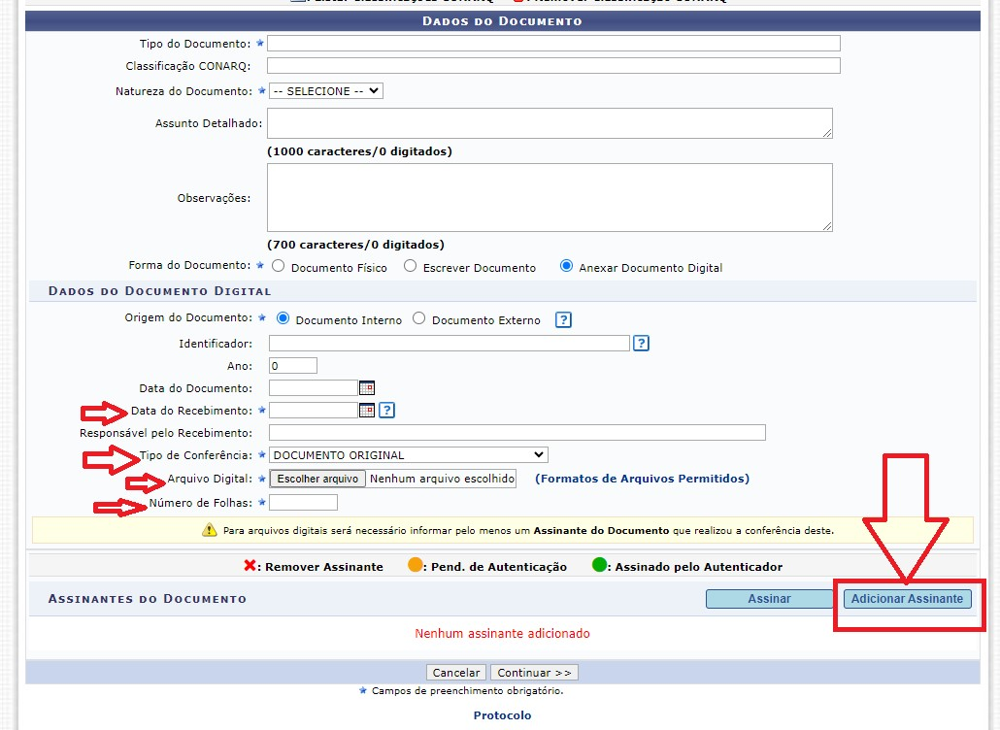 DADOS DO DOCUMENTO
Tipo do Documento:
Classificação CONARQ:
Natureza do Documento: -- SELECIONE --
Assunto Detalhado:
(1000 caracteres/0 digitados)
Observações:
(700 caracteres/0 digitados)
Forma do Documento: Documento Físico Escrever Documento Anexar Documento Digital
DADOS DO DOCUMENTO DIGITAL
Origem do Documento: Documento Interno Documento Externo ?
Identificador: ?
Ano: 0
Data do Documento:
Data do Recebimento: ?
Responsável pelo Recebimento:
Tipo de Conferência: DOCUMENTO ORIGINAL
Arquivo Digital: Escolher arquivo Nenhum arquivo escolhido (Formatos de Arquivos Permitidos)
Número de Folhas:
Para arquivos digitais será necessário informar pelo menos um Assinante do Documento que realizou a conferência deste.
: Remover Assinante : Pend. de Autenticação : Assinado pelo Autenticador
ASSINANTES DO DOCUMENTO Assinar Adicionar Assinante
Nenhum assinante adicionado
Cancelar Continuar >>
Campos de preenchimento obrigatório.
Protocolo